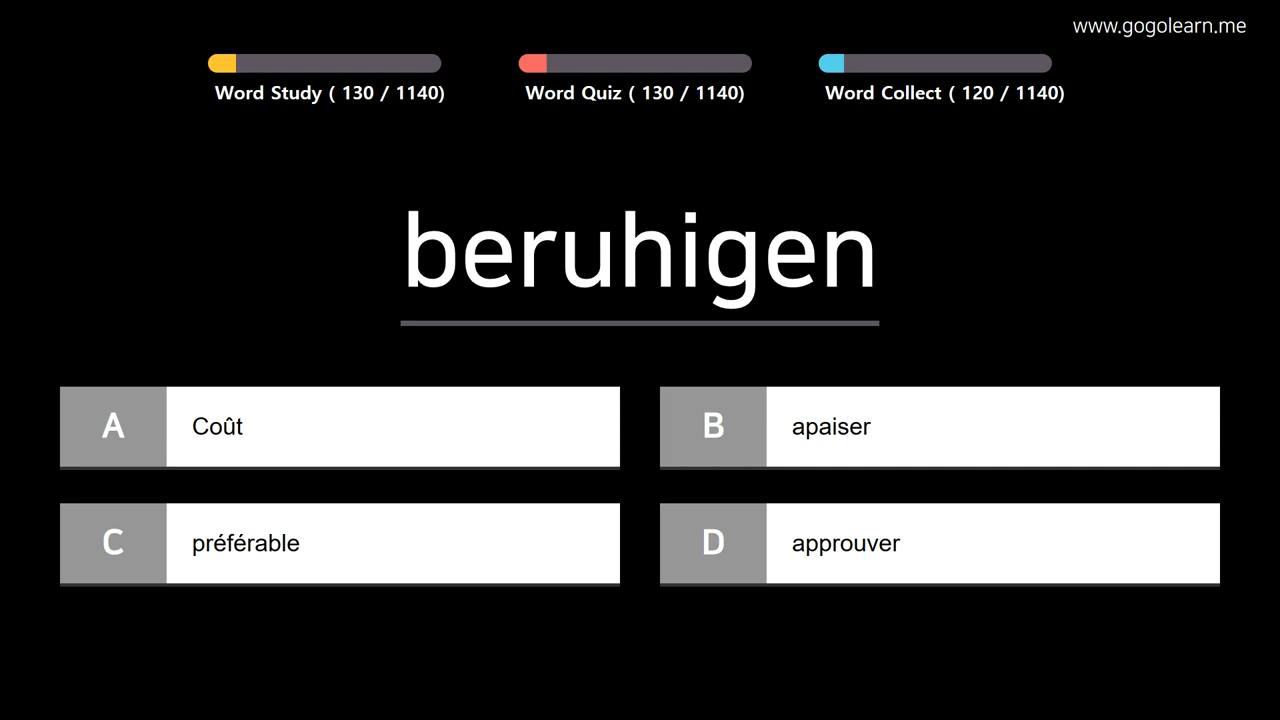 www.gogolearn.me
Word Study ( 130 / 1140)
Word Quiz ( 130 / 1140)
Word Collect ( 120 / 1140)
beruhigen
A Coût
B apaiser
C préférable
D approuver